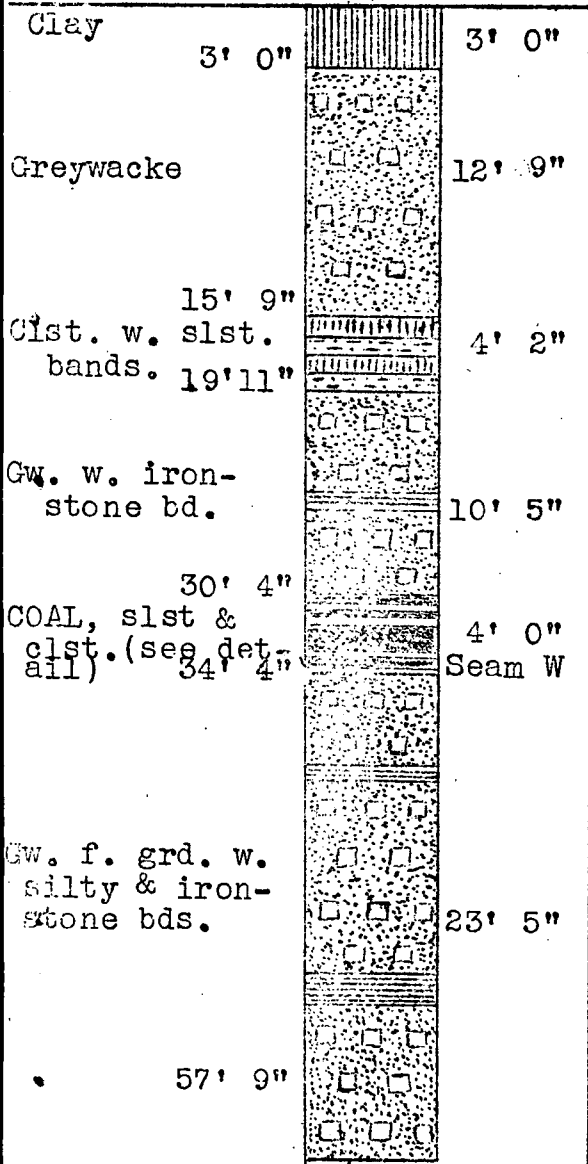 Clay
3' 0" 3' 0"
Greywacke 12' 9"
15' 9"
Clst. w. slst. 4' 2"
bands. 19'11"
Gw. w. iron-
stone bd. 10' 5"
30' 4"
COAL, slst & 4' 0"
clst.(see det-
ail) 34' 4" Seam W
Gw. f. grd. w.
silty & iron-
stone bds. 23' 5"
57' 9"